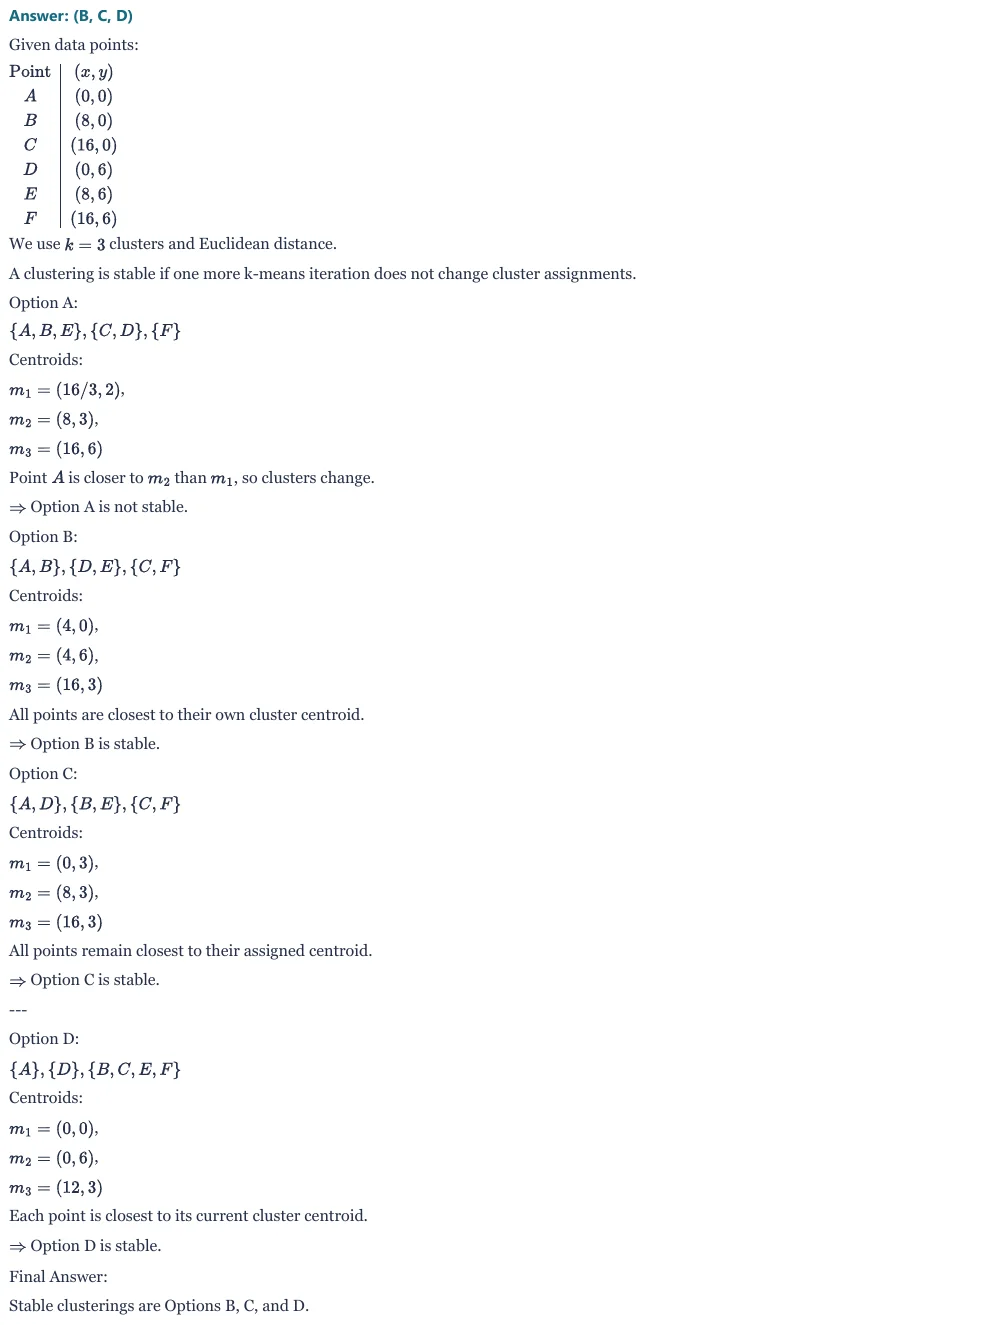 Answer: (B, C, D)
Given data points:
Point (x, y)
A (0, 0)
B (8, 0)
C (16, 0)
D (0, 6)
E (8, 6)
F (16, 6)
We use k = 3 clusters and Euclidean distance.
A clustering is stable if one more k-means iteration does not change cluster assignments.
Option A:
{A, B, E}, {C, D}, {F}
Centroids:
m₁ = (16/3, 2),
m₂ = (8, 3),
m₃ = (16, 6)
Point A is closer to m₂ than m₁, so clusters change.
⇒ Option A is not stable.
Option B:
{A, B}, {D, E}, {C, F}
Centroids:
m₁ = (4, 0),
m₂ = (4, 6),
m₃ = (16, 3)
All points are closest to their own cluster centroid.
⇒ Option B is stable.
Option C:
{A, D}, {B, E}, {C, F}
Centroids:
m₁ = (0, 3),
m₂ = (8, 3),
m₃ = (16, 3)
All points remain closest to their assigned centroid.
⇒ Option C is stable.
---
Option D:
{A}, {D}, {B, C, E, F}
Centroids:
m₁ = (0, 0),
m₂ = (0, 6),
m₃ = (12, 3)
Each point is closest to its current cluster centroid.
⇒ Option D is stable.
Final Answer:
Stable clusterings are Options B, C, and D.